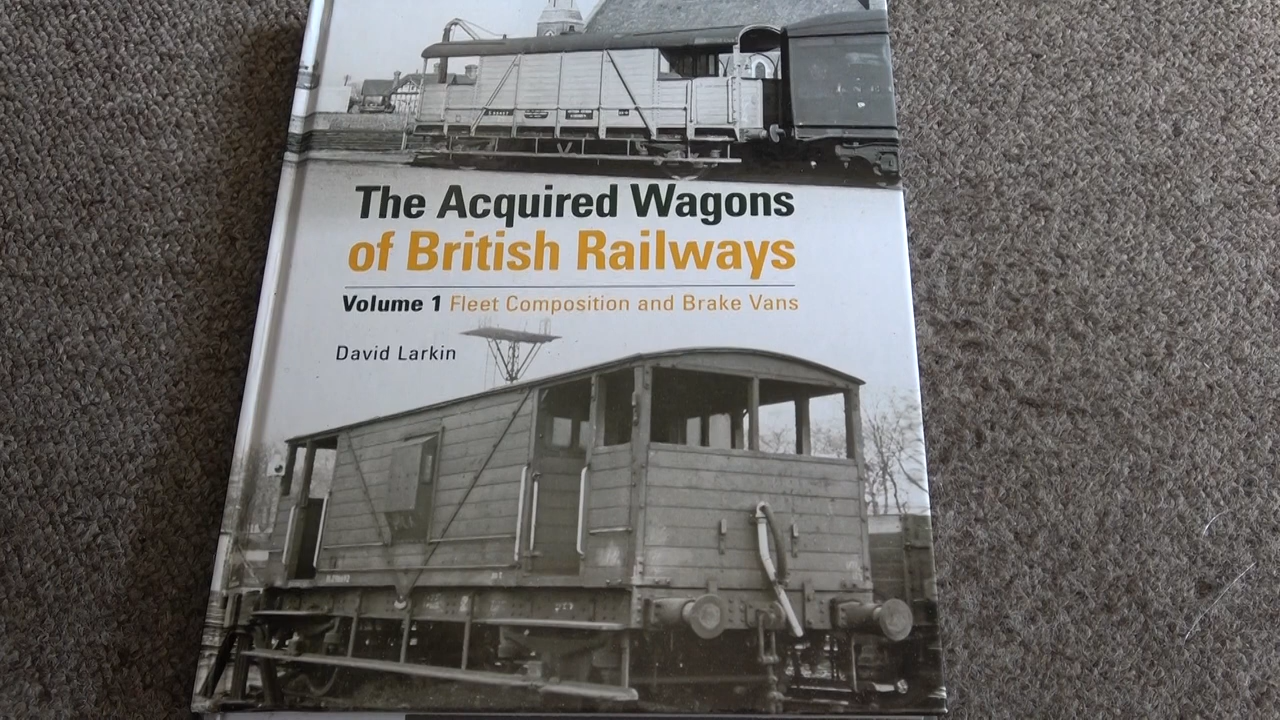 The Acquired Wagons
of British Railways
Volume 1 Fleet Composition and Brake Vans
David Larkin